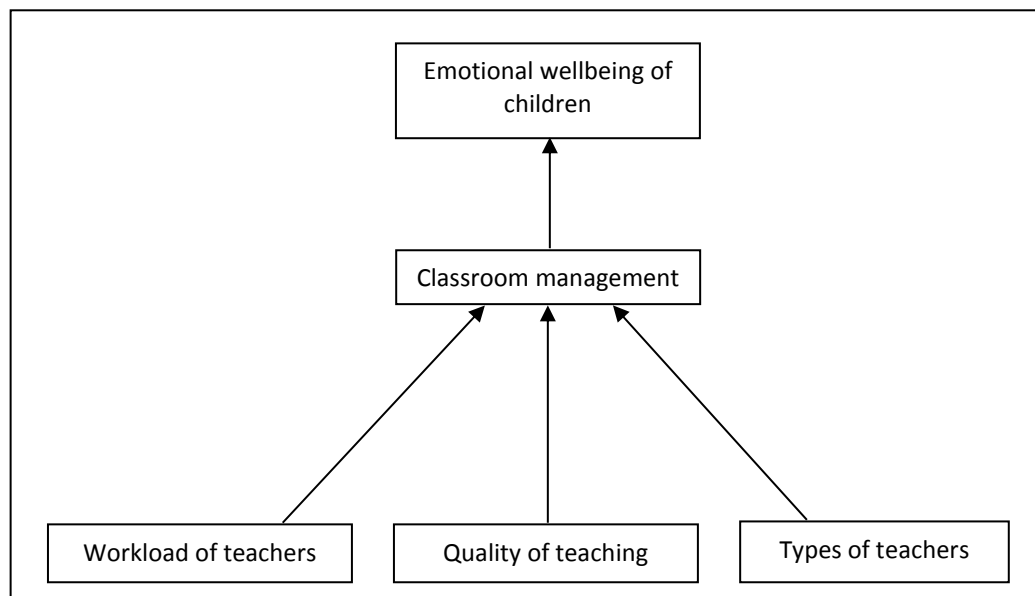 Emotional wellbeing of
children
Classroom management
Workload of teachers
Quality of teaching
Types of teachers